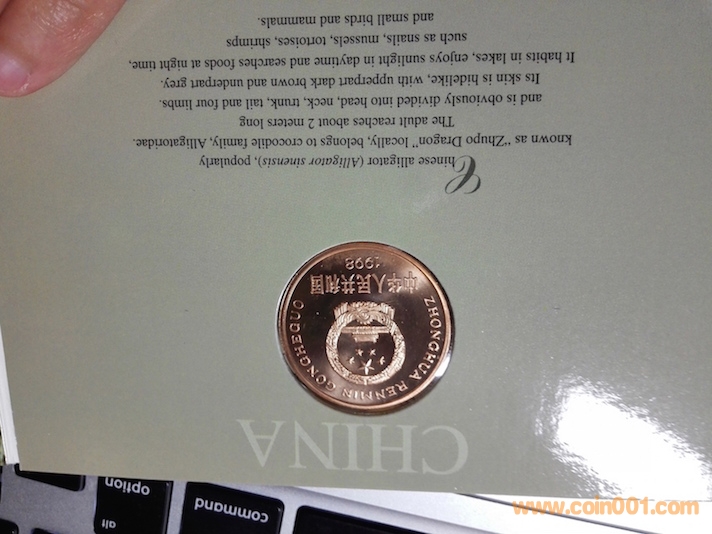 CHINA
ZHONGHUA RENMIN GONGHEGUO
中华人民共和国
1998
Chinese alligator (Alligator sinensis), popularly
known as "Zhupo Dragon" locally, belongs to crocodile family, Alligatoridae.
The adult reaches about 2 meters long
and is obviously divided into head, neck, trunk, tail and four limbs.
Its skin is hidelike, with upperpart dark brown and underpart grey.
It habits in lakes, enjoys sunlight in daytime and searches foods at night at time,
such as snails, mussels, tortoises, shrimps
and small birds and mammals.
alt
option
command
www.coin001.com